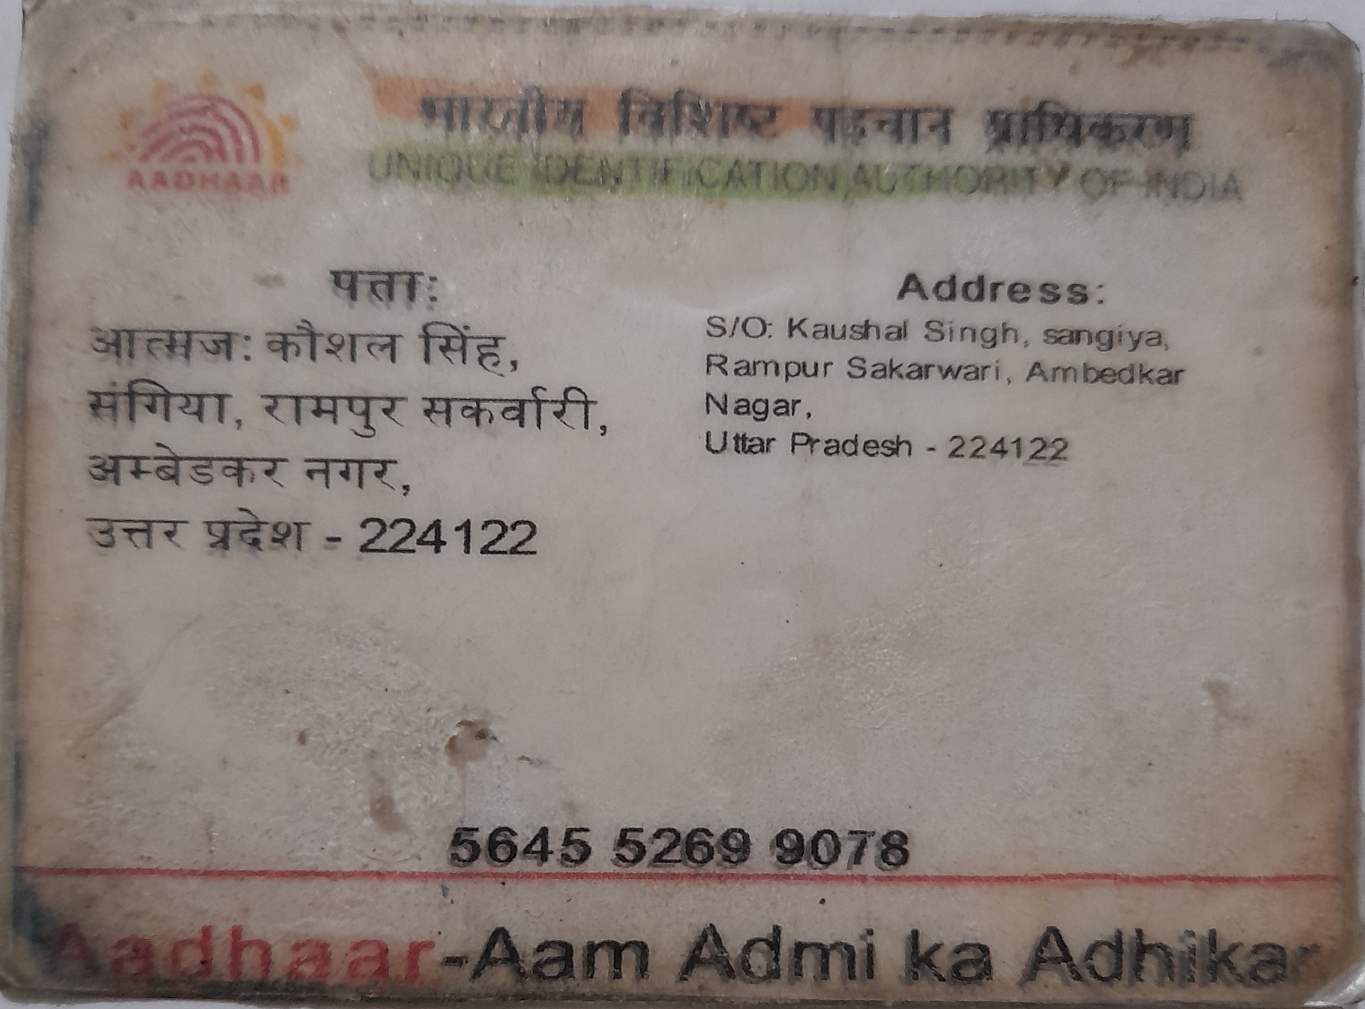 AADHAAR
भारतीय विशिष्ट पहचान प्राधिकरण
UNIQUE IDENTIFICATION AUTHORITY OF INDIA
पताः
आत्मज: कौशल सिंह,
संगिया, रामपुर सकर्वारी,
अम्बेडकर नगर,
उत्तर प्रदेश - 224122
Address:
S/O: Kaushal Singh, sangiya,
Rampur Sakarwari, Ambedkar
Nagar,
Uttar Pradesh - 224122
5645 5269 9078
Aadhaar-Aam Admi ka Adhikar